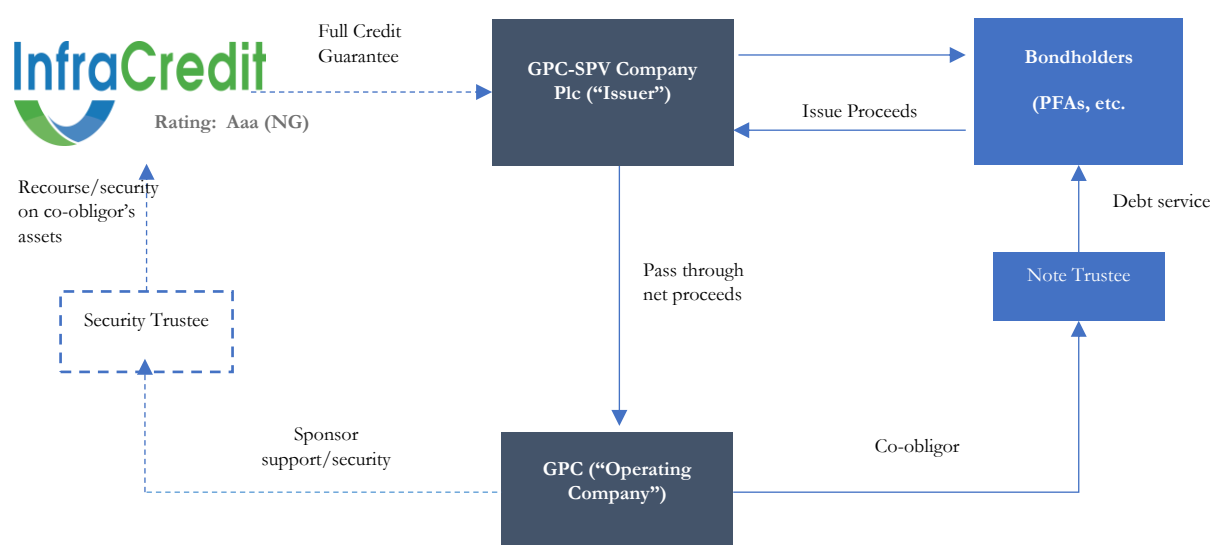 Full Credit
Guarantee
InfraCredit
Rating: Aaa (NG)
GPC-SPV Company
Plc (“Issuer”)
Bondholders
(PFAs, etc.
Issue Proceeds
Recourse/security
on co-obligor’s
assets
Debt service
Pass through
net proceeds
Note Trustee
Security Trustee
Sponsor
support/security
Co-obligor
GPC (“Operating
Company”)